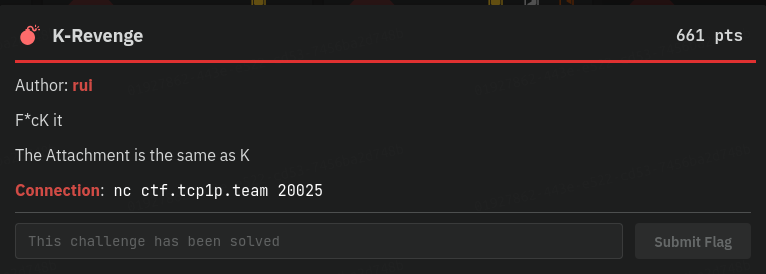 K-Revenge
661 pts
Author: rui
F*cK it
The Attachment is the same as K
Connection: nc ctf.tcp1p.team 20025
This challenge has been solved
Submit Flag